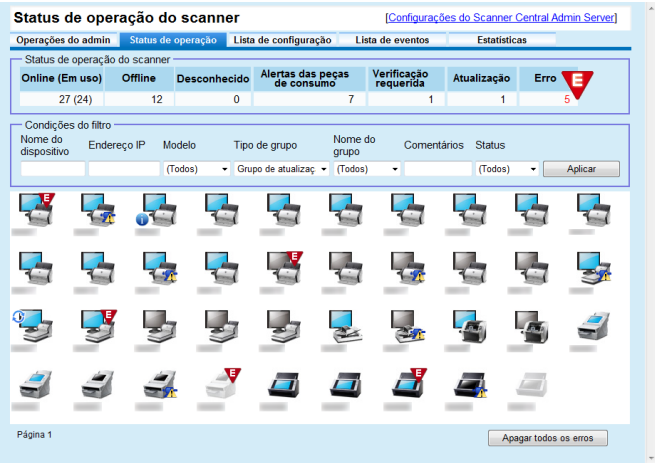 Status de operação do scanner
[Configurações do Scanner Central Admin Server]
Operações do admin Status de operação Lista de configuração Lista de eventos Estatísticas
Status de operação do scanner
Online (Em uso) Offline Desconhecido Alertas das peças de consumo Verificação requerida Atualização Erro E
27 (24) 12 0 7 1 1 5
Condições do filtro
Nome do dispositivo Endereço IP Modelo Tipo de grupo Nome do grupo Comentários Status
(Todos) Grupo de atualizaç (Todos) (Todos) Aplicar
E
E
E
E E
Página 1
Apagar todos os erros